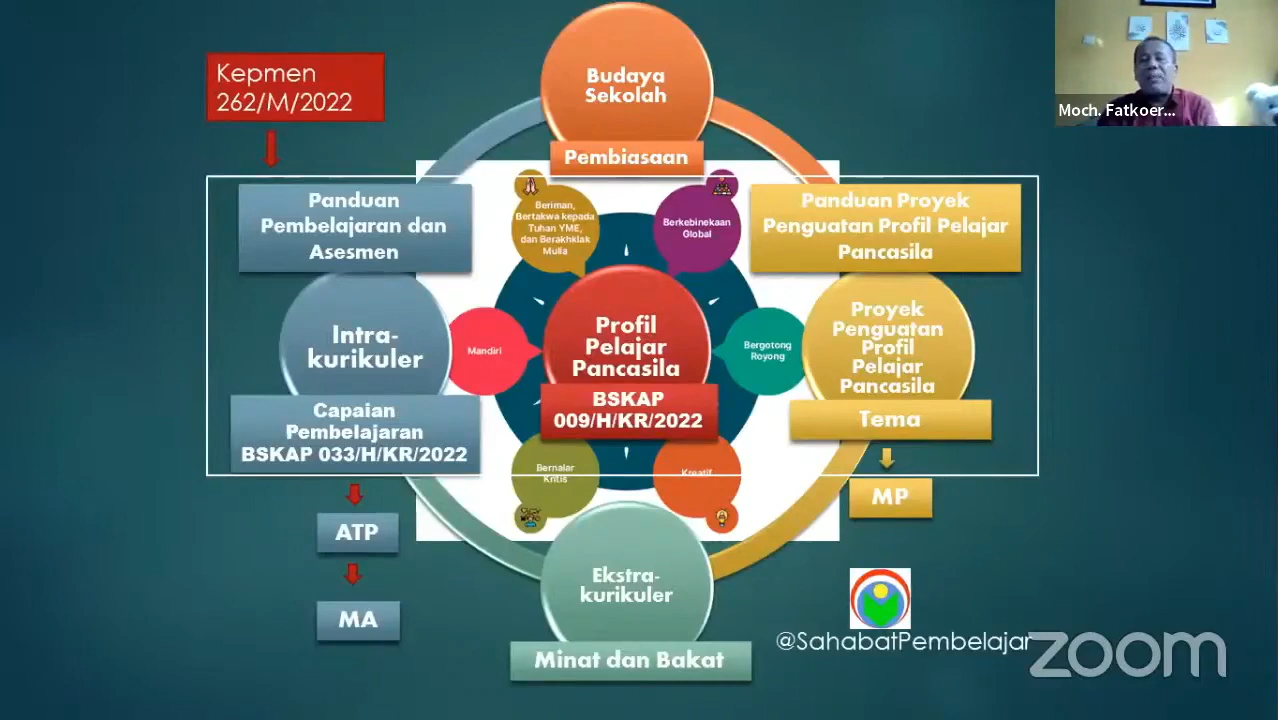 Kepmen
262/M/2022
Budaya
Sekolah
Pembiasaan
Moch. Fatkoer...
Panduan
Pembelajaran dan
Asesmen
Beriman,
Bertakwa kepada
Tuhan YME,
dan Berakhklak
Mulia
Berkebinekaan
Global
Panduan Proyek
Penguatan Profil Pelajar
Pancasila
Intra-
kurikuler
Mandiri
Profil
Pelajar
Pancasila
BSKAP
009/H/KR/2022
Bergotong
Royong
Proyek
Penguatan
Profil
Pelajar
Pancasila
Capaian
Pembelajaran
BSKAP 033/H/KR/2022
Tema
Bernalar
Kritis
Kreatif
ATP
MP
MA
Ekstra-
kurikuler
Minat dan Bakat
@SahabatPembelajar
zoom